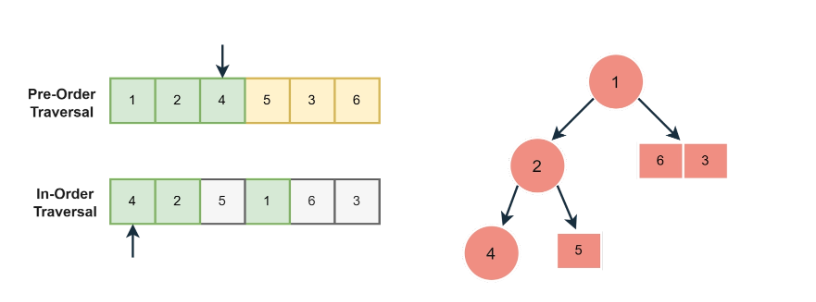 Pre-Order
Traversal
1 2 4 5 3 6
In-Order
Traversal
4 2 5 1 6 3
1
2
6 3
4
5